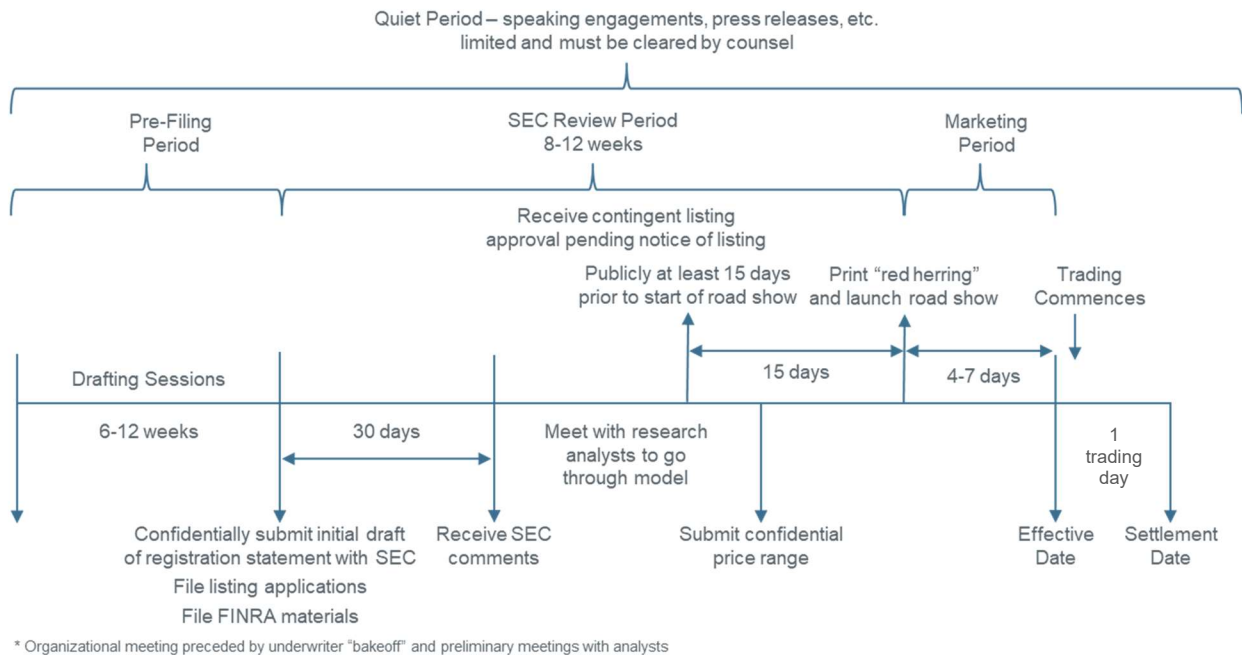 Quiet Period – speaking engagements, press releases, etc.
limited and must be cleared by counsel
Pre-Filing
Period
SEC Review Period
8-12 weeks
Marketing
Period
Receive contingent listing
approval pending notice of listing
Publicly at least 15 days
prior to start of road show
Print “red herring”
and launch road show
Trading
Commences
Drafting Sessions
15 days
4-7 days
6-12 weeks
30 days
Meet with research
analysts to go
through model
1
trading
day
Confidentially submit initial draft
of registration statement with SEC
File listing applications
File FINRA materials
Receive SEC
comments
Submit confidential
price range
Effective
Date
Settlement
Date
* Organizational meeting preceded by underwriter “bakeoff” and preliminary meetings with analysts